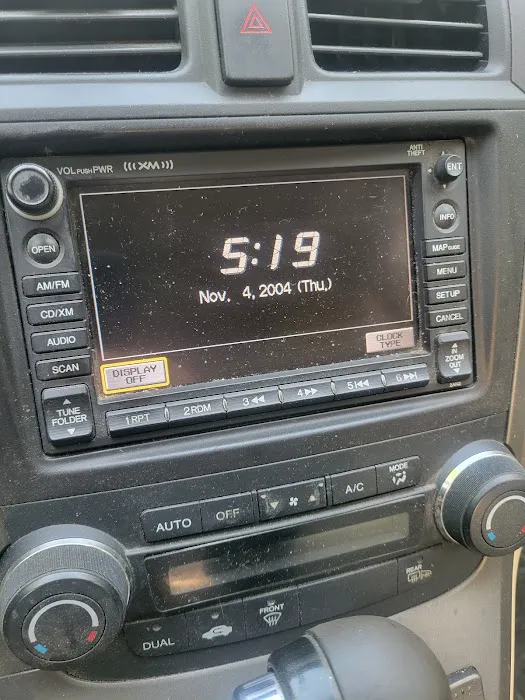 VOL PUSH PWR
(((XM)))
ANTI
THEFT
ENT
OPEN
AM/FM
CD/XM
AUDIO
SCAN
TUNE
FOLDER
5:19
Nov. 4, 2004 (Thu,)
DISPLAY
OFF
CLOCK
TYPE
INFO
MAP GUIDE
MENU
SETUP
CANCEL
IN
ZOOM
OUT
1 RPT
2 RDM
3
4
5
6
AUTO
OFF
A/C
MODE
DUAL
FRONT
REAR